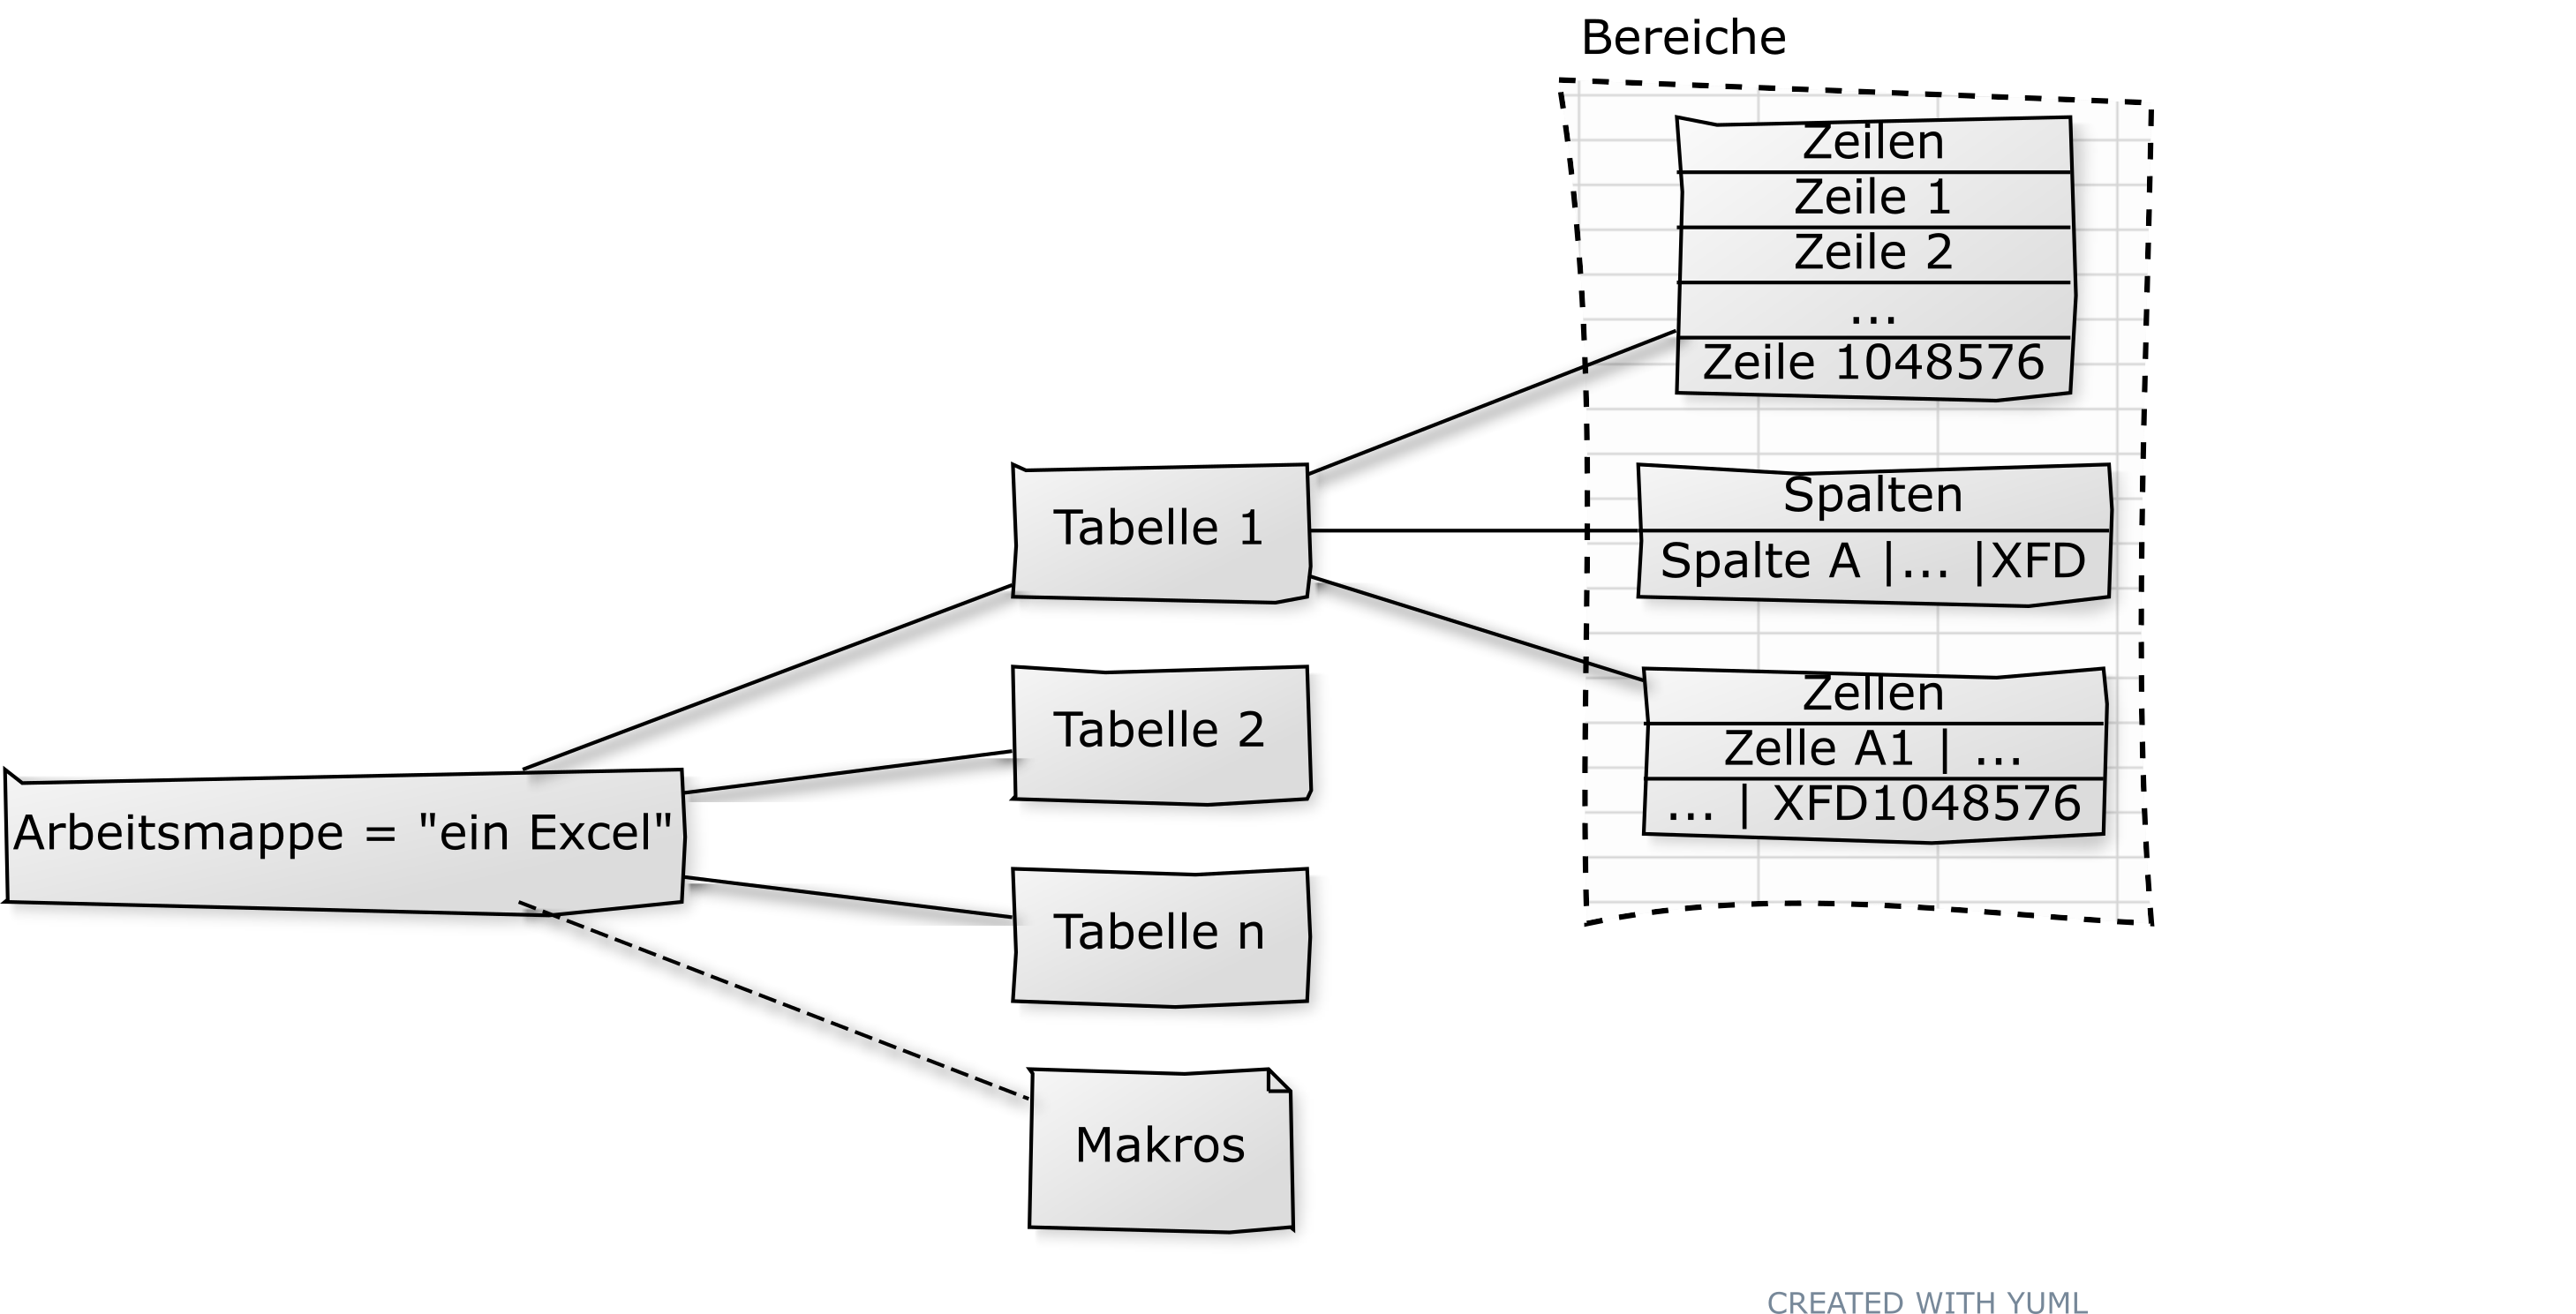 Bereiche
Zeilen
Zeile 1
Zeile 2
...
Zeile 1048576
Tabelle 1
Spalten
Spalte A |... |XFD
Tabelle 2
Zellen
Zelle A1 | ...
... | XFD1048576
Arbeitsmappe = "ein Excel"
Tabelle n
Makros
CREATED WITH YUML